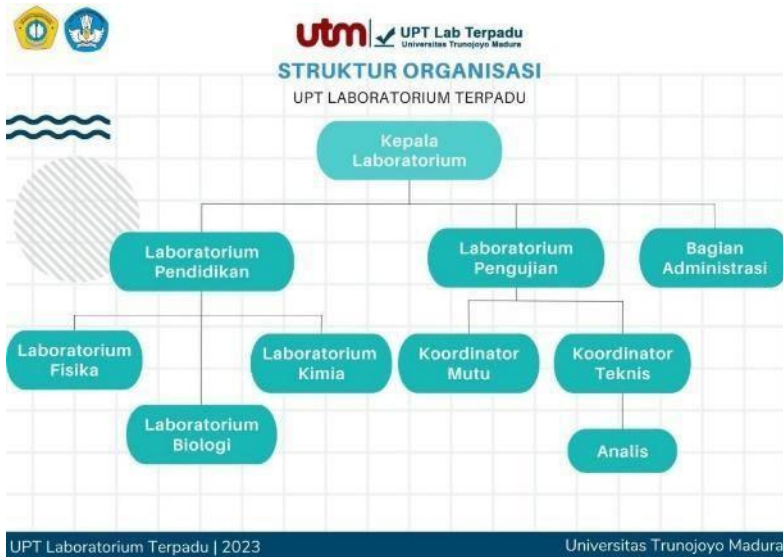 utm UPT Lab Terpadu
Universitas Trunojoyo Madura
STRUKTUR ORGANISASI
UPT LABORATORIUM TERPADU
Kepala
Laboratorium
Laboratorium
Pendidikan
Laboratorium
Pengujian
Bagian
Administrasi
Laboratorium
Fisika
Laboratorium
Kimia
Koordinator
Mutu
Koordinator
Teknis
Laboratorium
Biologi
Analis
UPT Laboratorium Terpadu | 2023
Universitas Trunojoyo Madura